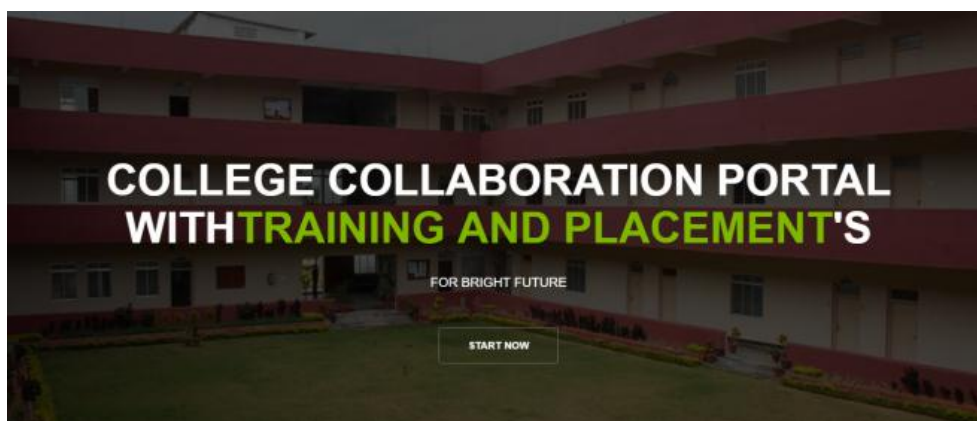 COLLEGE COLLABORATION PORTAL
WITHTRAINING AND PLACEMENT'S
FOR BRIGHT FUTURE
START NOW